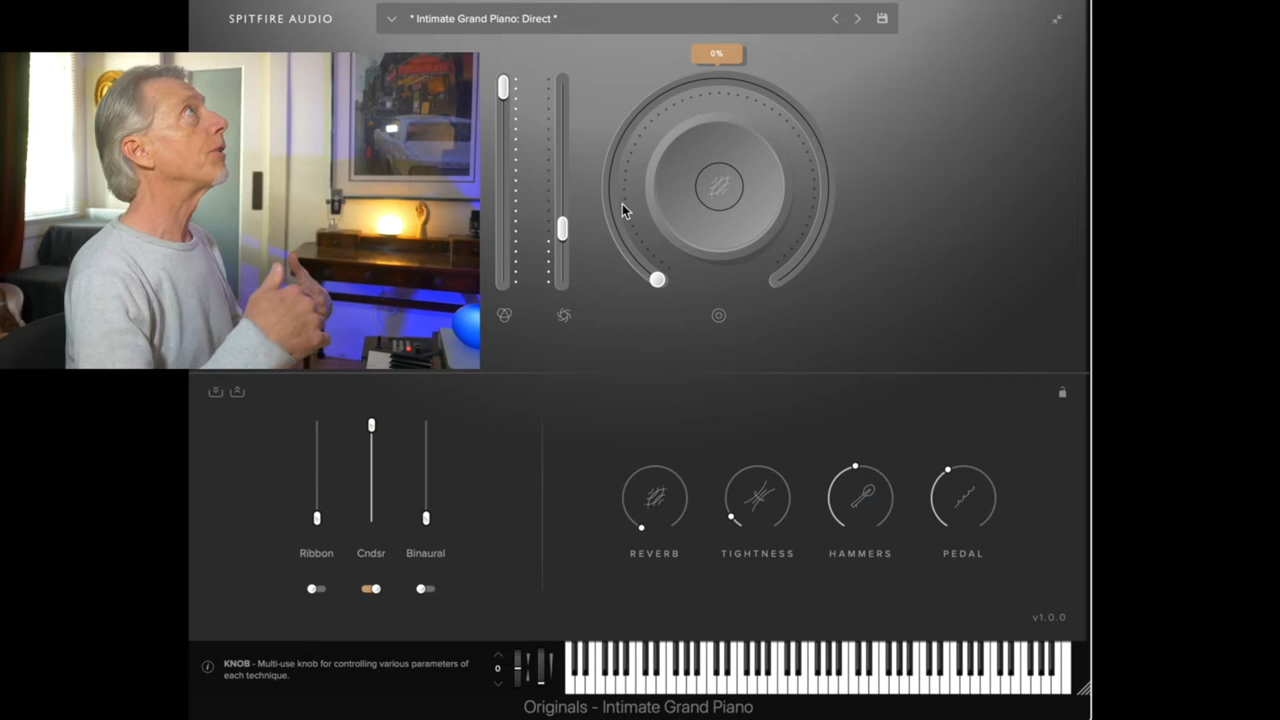 SPITFIRE AUDIO
* Intimate Grand Piano: Direct *
0%
Ribbon
Cndsr
Binaural
REVERB
TIGHTNESS
HAMMERS
PEDAL
v1.0.0
KNOB - Multi-use knob for controlling various parameters of
each technique.
0
Originals - Intimate Grand Piano